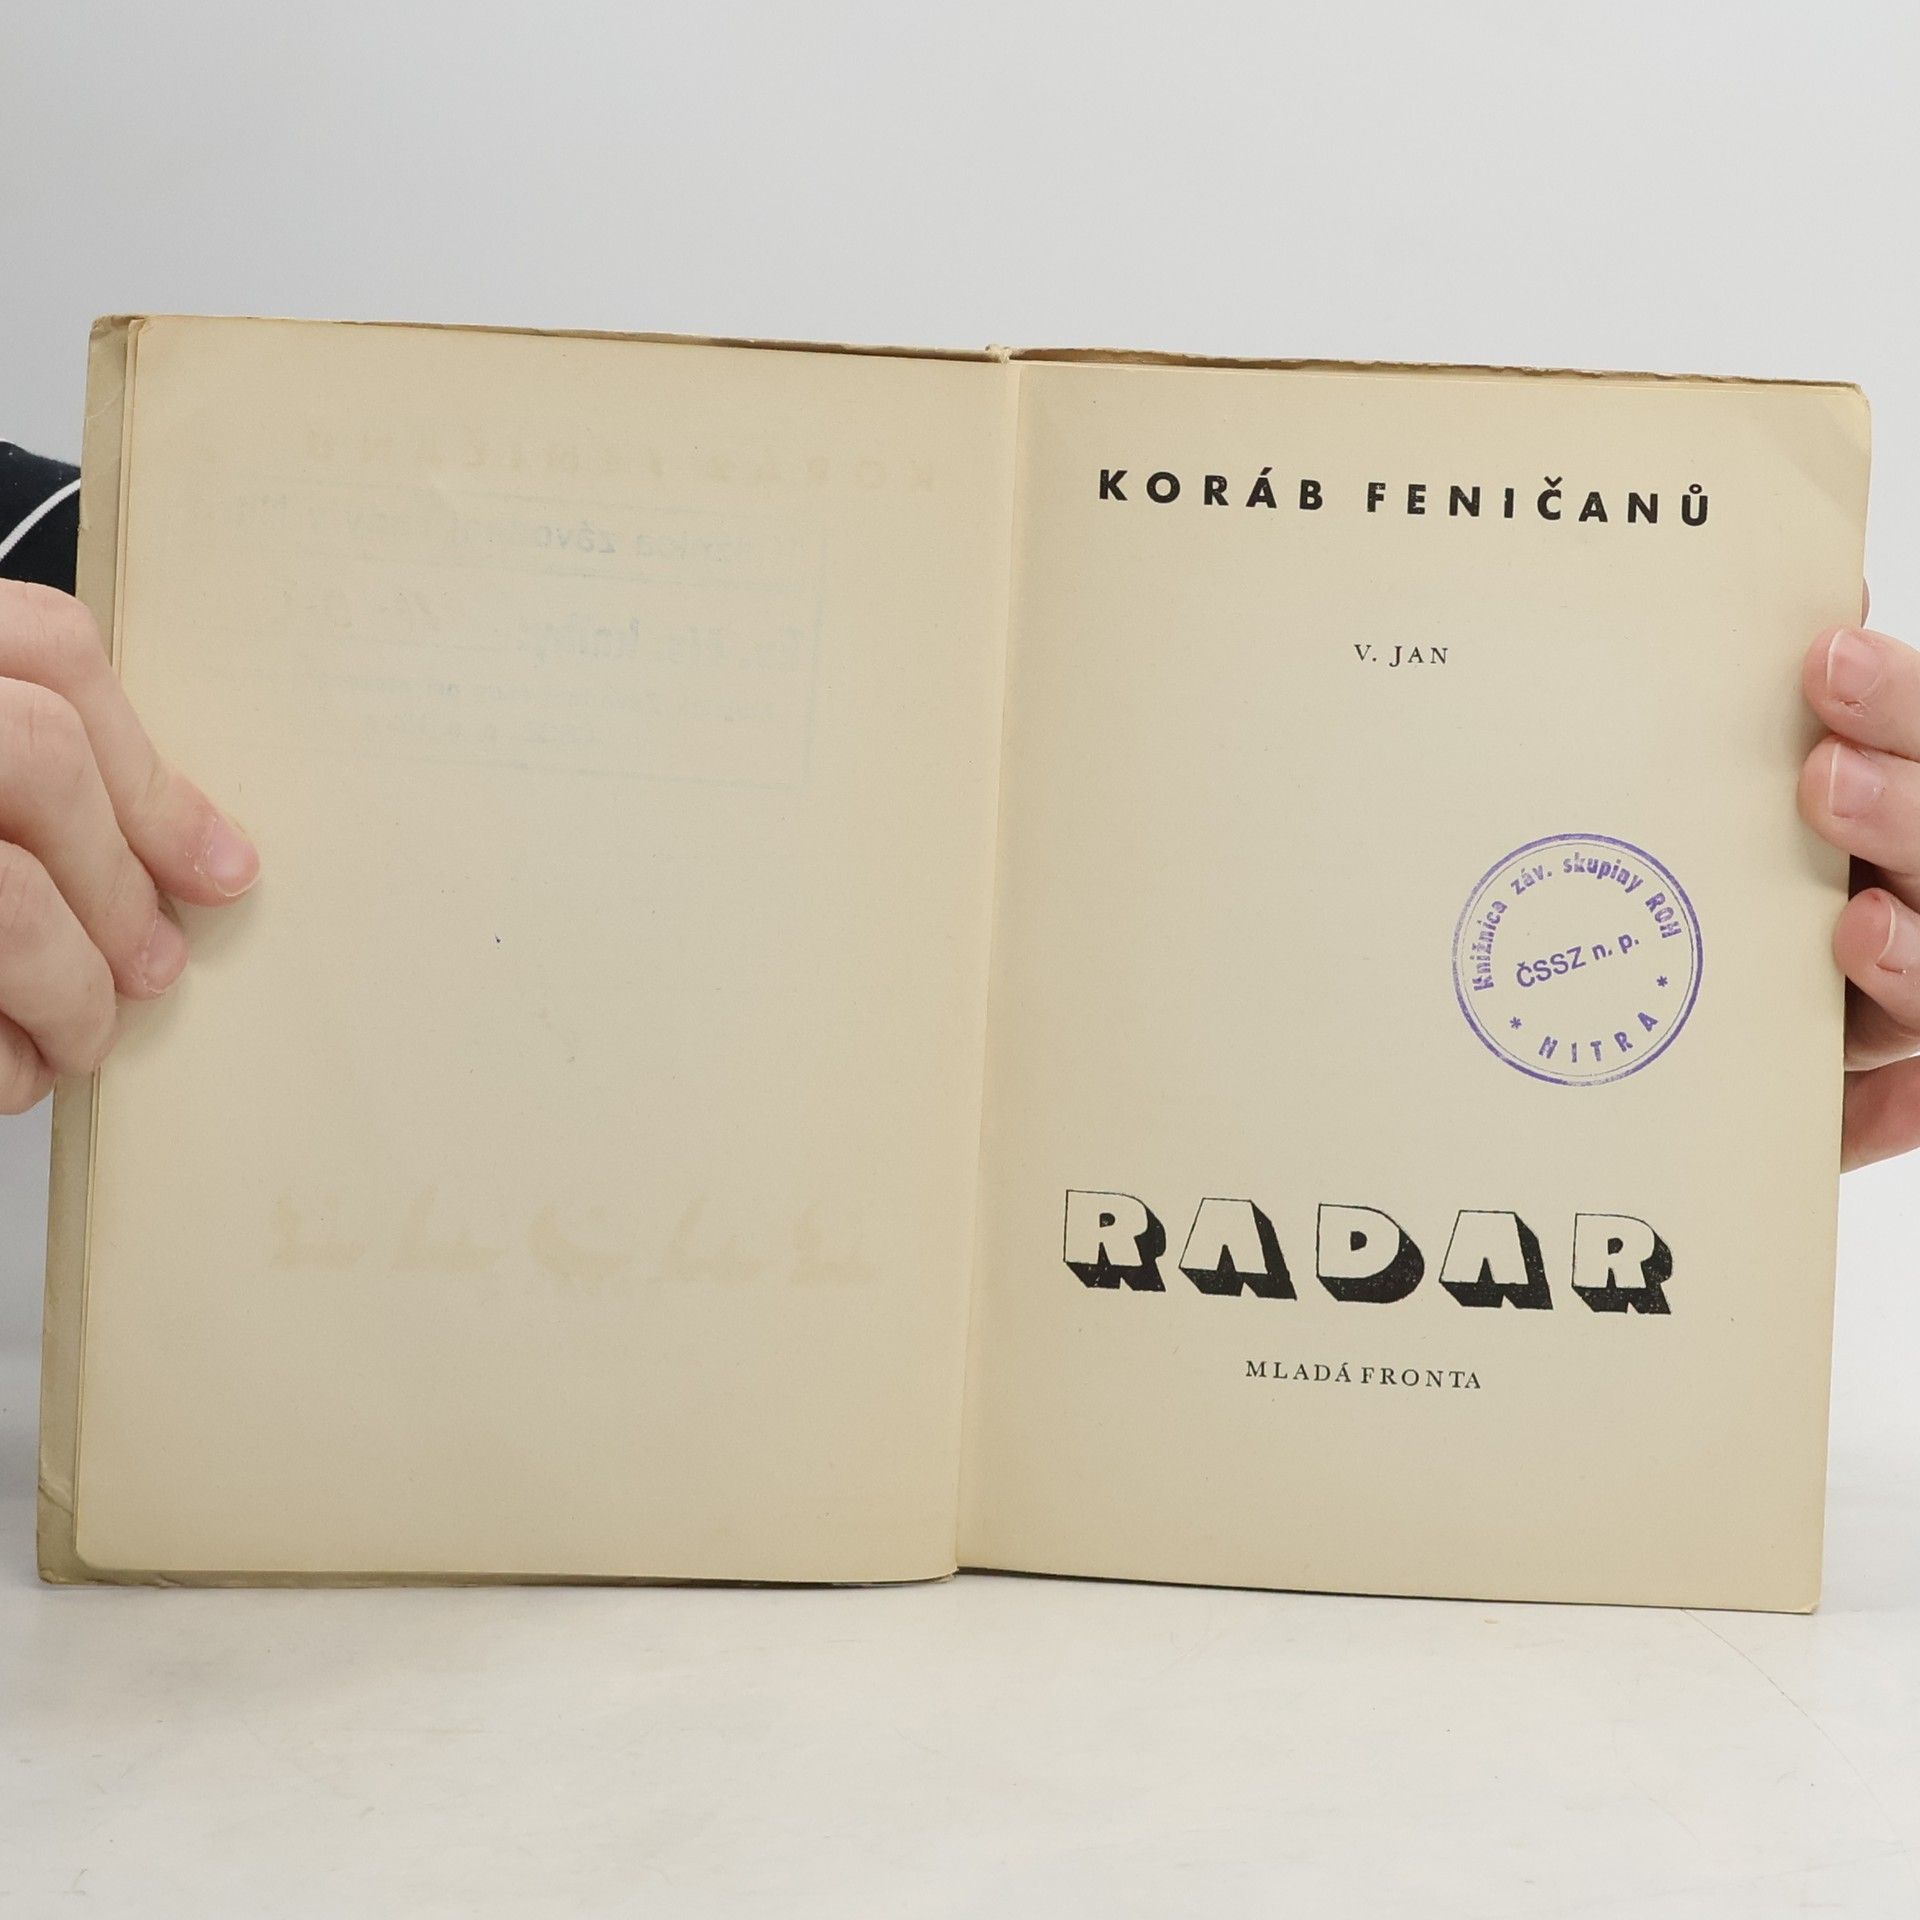 KORÁB FENIČANŮ
V. JAN
Knižnica záv. skupiny ROH
ČSSZ n. p.
* NITRA *
RADAR
MLADÁ FRONTA